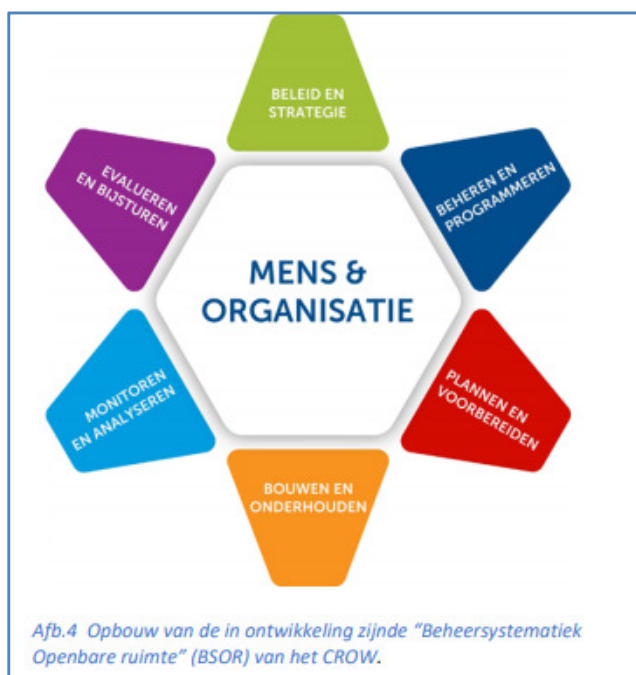 BELEID EN
STRATEGIE
BEHEREN EN
PROGRAMMEREN
PLANNEN EN
VOORBEREIDEN
BOUWEN EN
ONDERHOUDEN
MONITOREN
EN ANALYSEREN
EVALUEREN
EN BIJSTUREN
MENS &
ORGANISATIE
Afb.4 Opbouw van de in ontwikkeling zijnde “Beheersystematiek
Openbare ruimte” (BSOR) van het CROW.